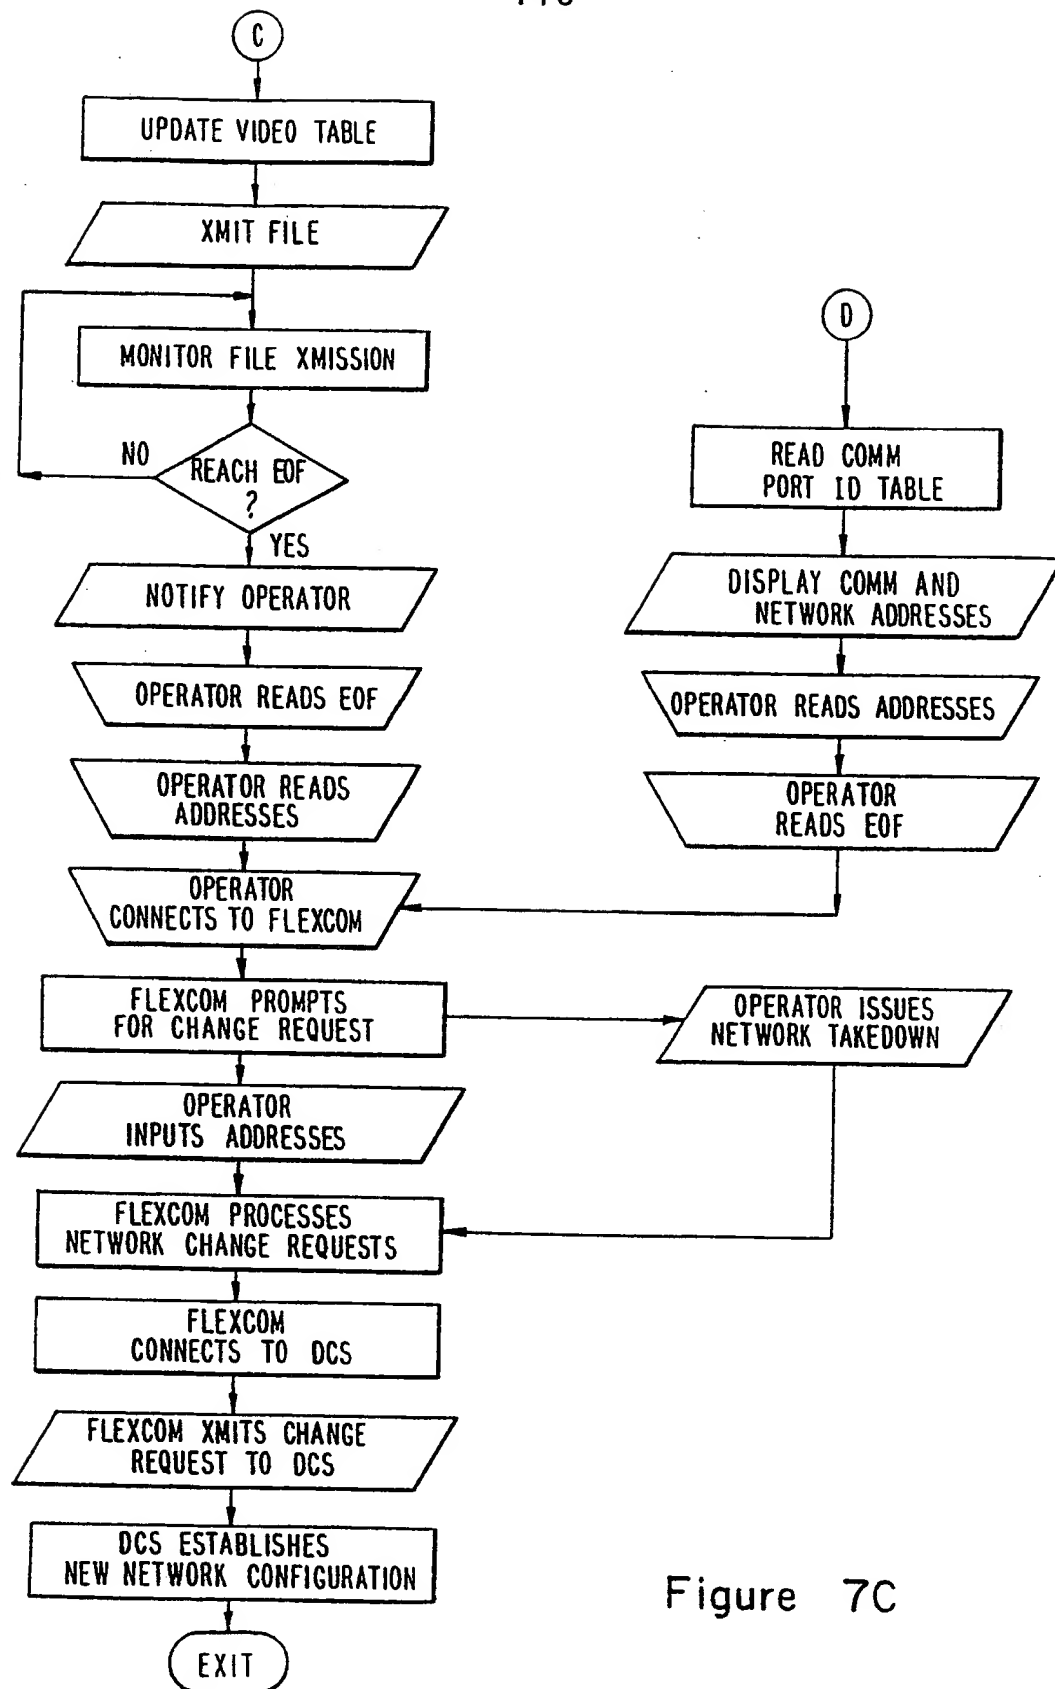 C
UPDATE VIDEO TABLE
XMIT FILE
MONITOR FILE XMISSION
NO
REACH EOF
?
YES
NOTIFY OPERATOR
OPERATOR READS EOF
OPERATOR READS
ADDRESSES
OPERATOR
CONNECTS TO FLEXCOM
FLEXCOM PROMPTS
FOR CHANGE REQUEST
OPERATOR
INPUTS ADDRESSES
FLEXCOM PROCESSES
NETWORK CHANGE REQUESTS
FLEXCOM
CONNECTS TO DCS
FLEXCOM XMITS CHANGE
REQUEST TO DCS
DCS ESTABLISHES
NEW NETWORK CONFIGURATION
EXIT
D
READ COMM
PORT ID TABLE
DISPLAY COMM AND
NETWORK ADDRESSES
OPERATOR READS ADDRESSES
OPERATOR
READS EOF
OPERATOR ISSUES
NETWORK TAKEDOWN
Figure 7C